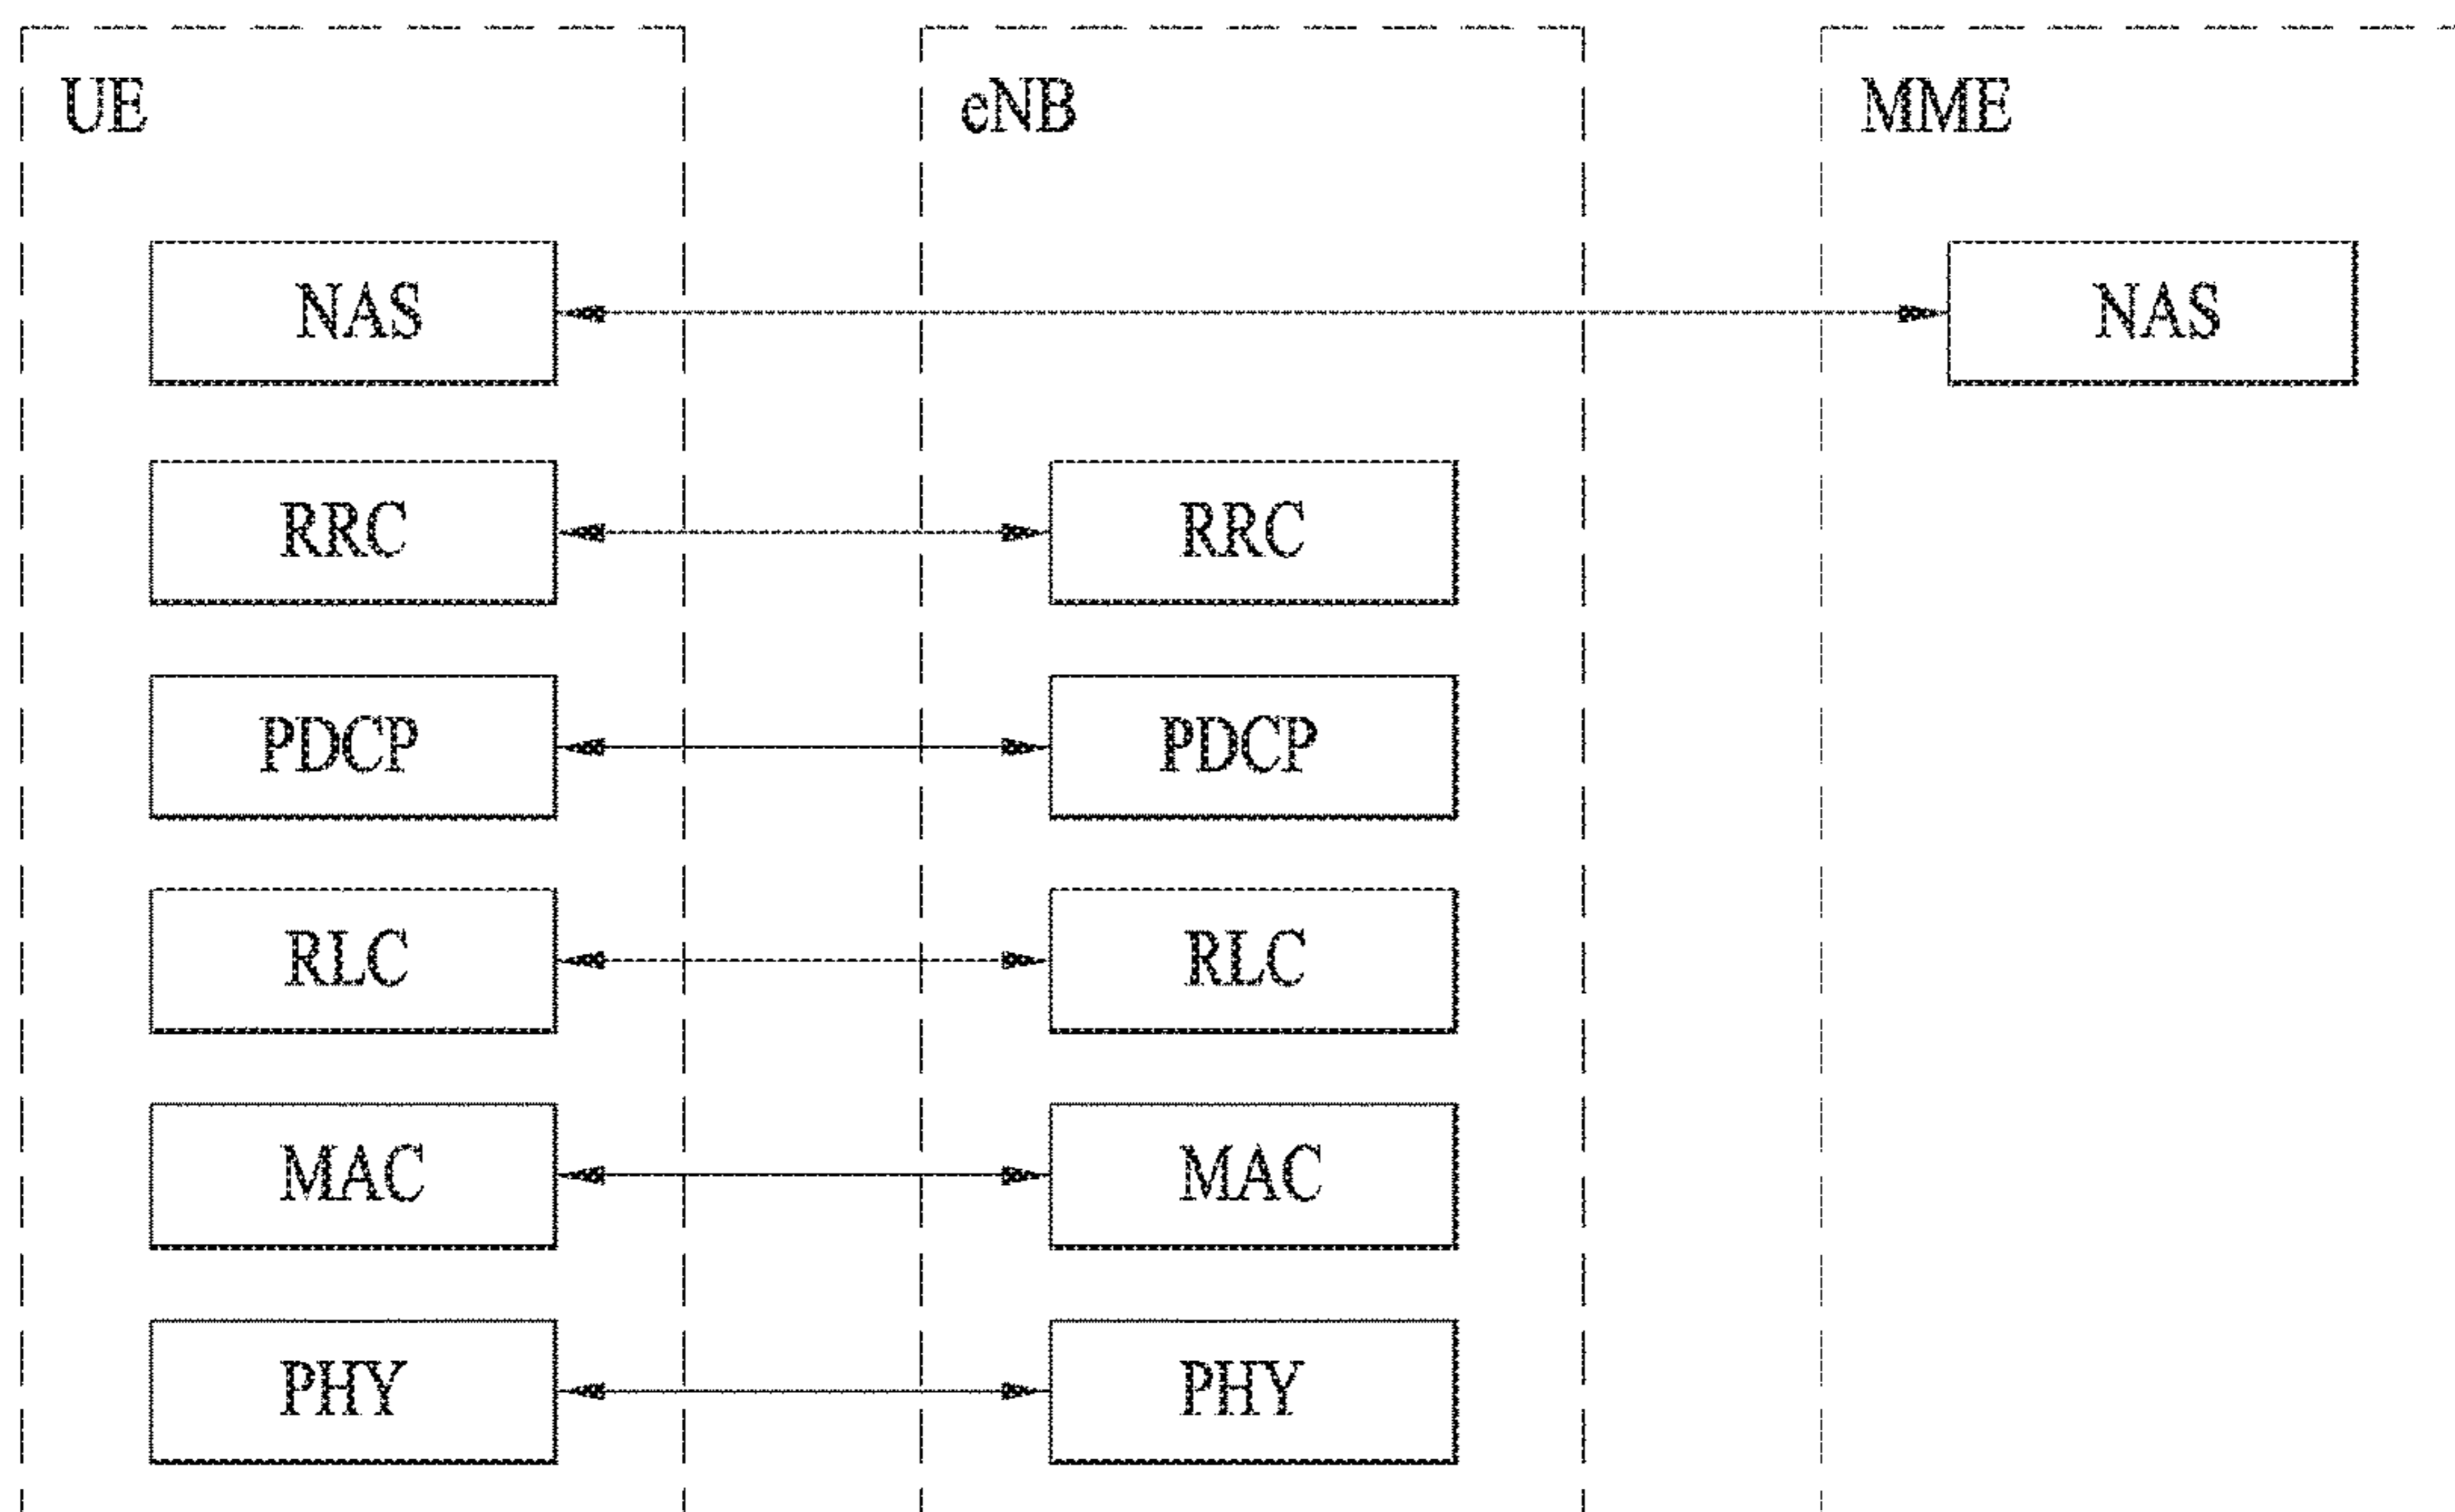 UE eNB MME
NAS NAS
RRC RRC
PDCP PDCP
RLC RLC
MAC MAC
PHY PHY